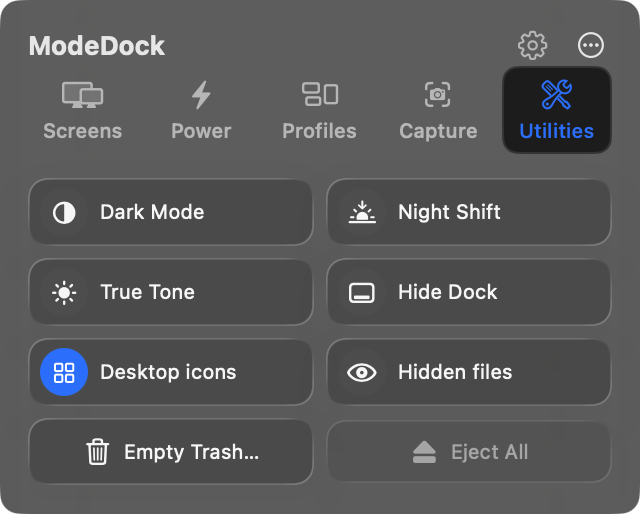 ModeDock
Screens
Power
Profiles
Capture
Utilities
Dark Mode
Night Shift
True Tone
Hide Dock
Desktop icons
Hidden files
Empty Trash...
Eject All